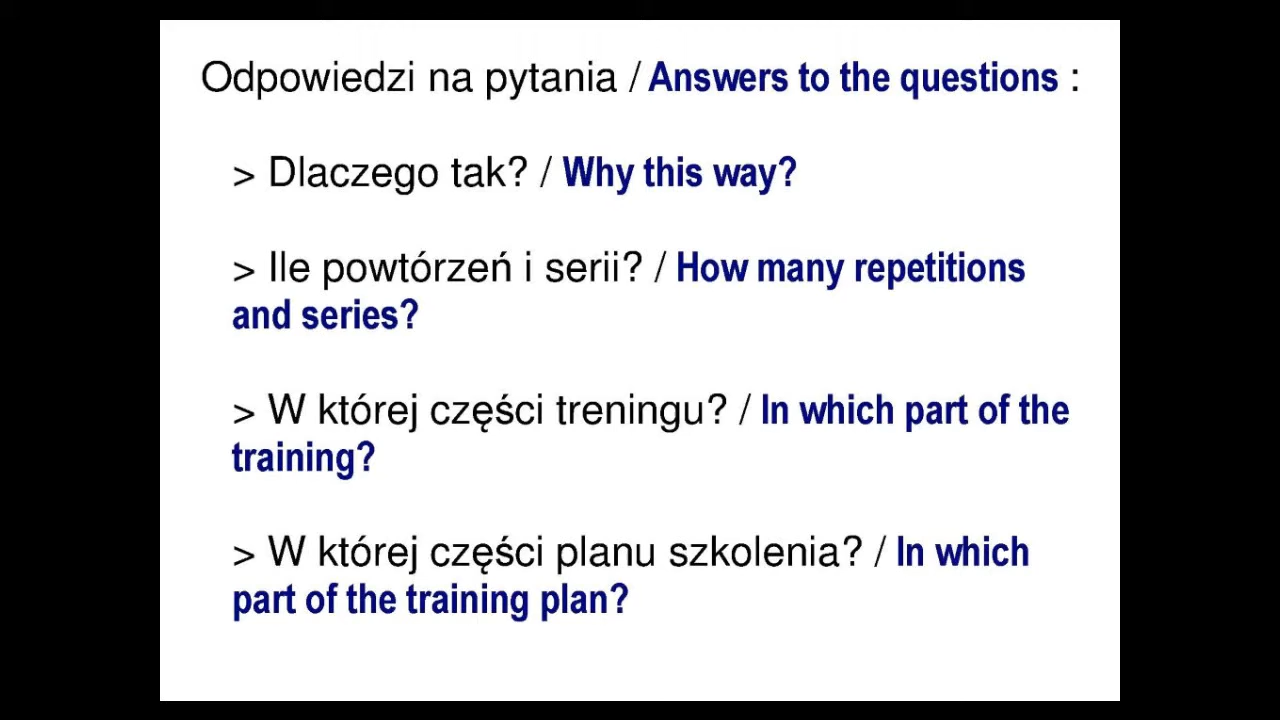 Odpowiedzi na pytania / Answers to the questions :
> Dlaczego tak? / Why this way?
> Ile powtórzeń i serii? / How many repetitions
and series?
> W której części treningu? / In which part of the
training?
> W której części planu szkolenia? / In which
part of the training plan?